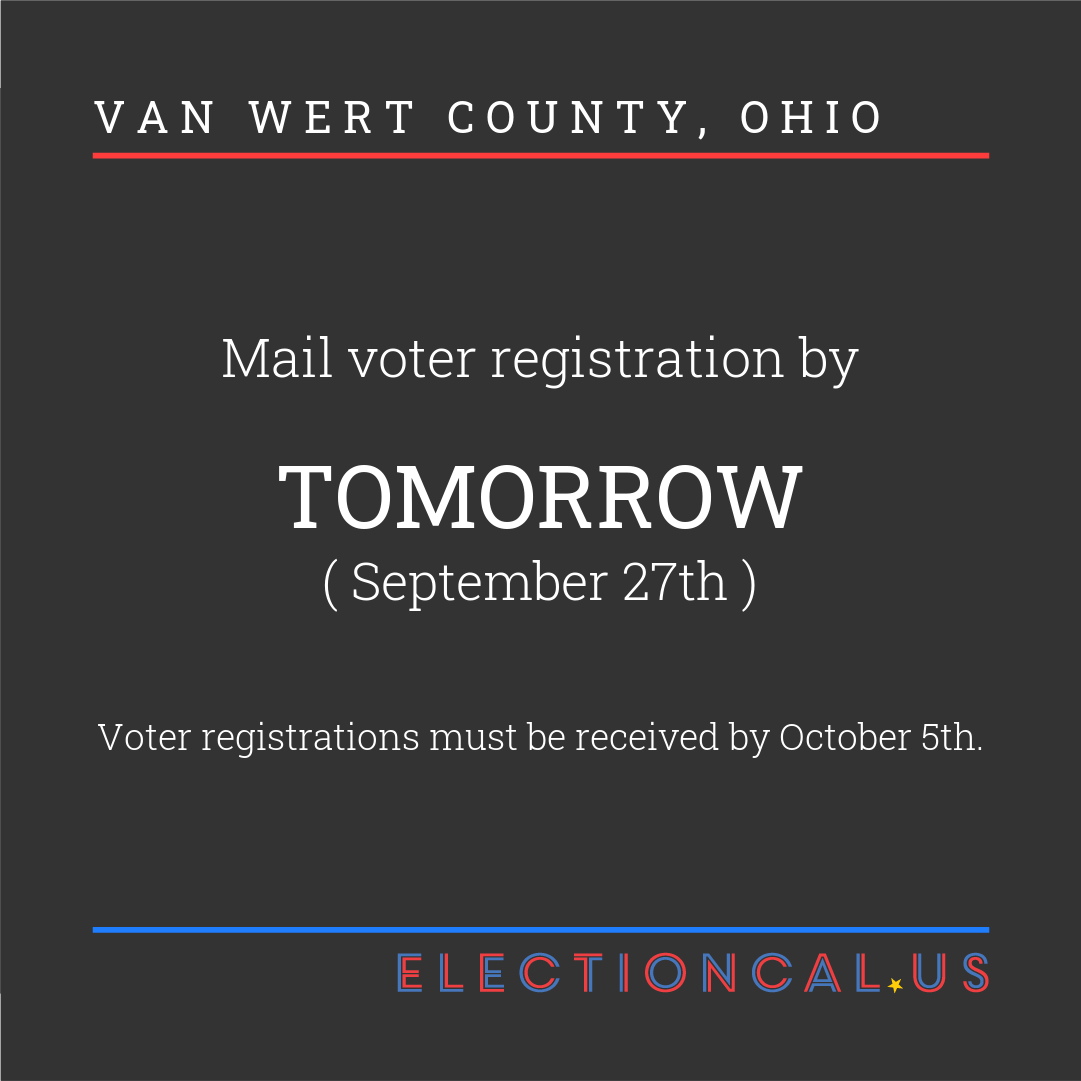 VAN WERT COUNTY, OHIO
Mail voter registration by
TOMORROW
( September 27th )
Voter registrations must be received by October 5th.
ELECTIONCAL.US